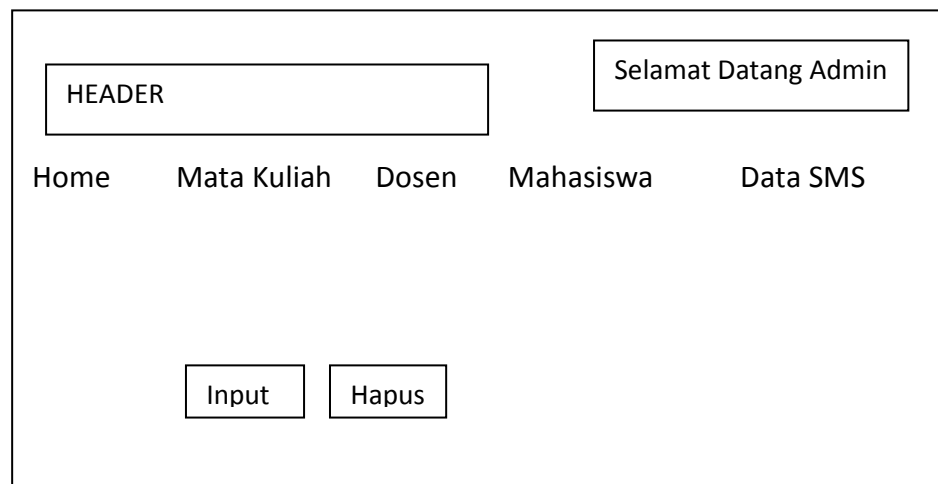 Selamat Datang Admin
HEADER
Home Mata Kuliah Dosen Mahasiswa Data SMS
Input Hapus